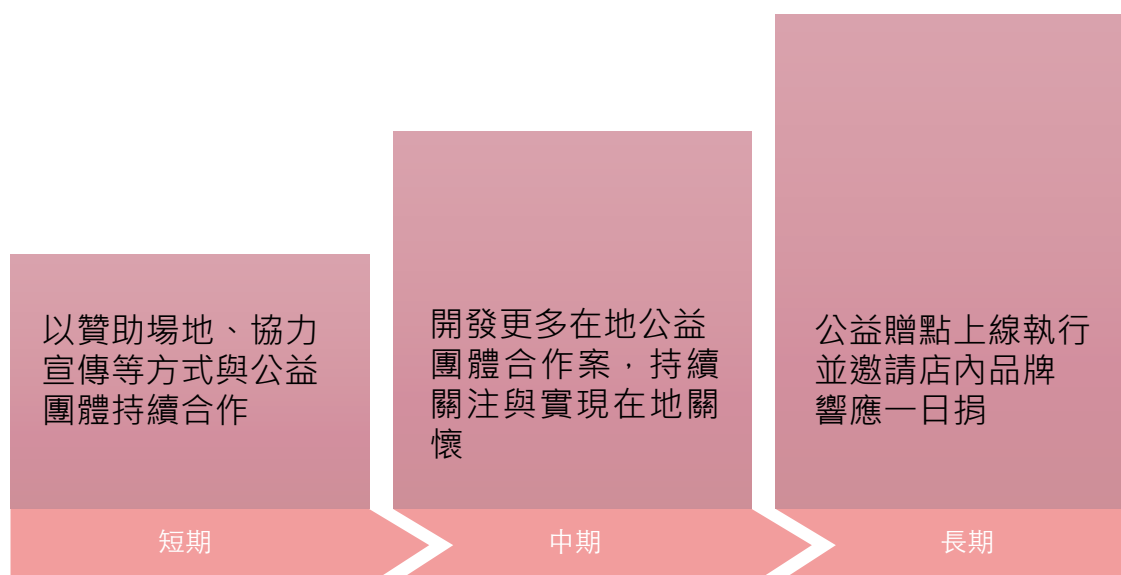 以贊助場地、協力
宣傳等方式與公益
團體持續合作
開發更多在地公益
團體合作案，持續
關注與實現在地關
懷
公益贈點上線執行
並邀請店內品牌
響應一日捐
短期
中期
長期